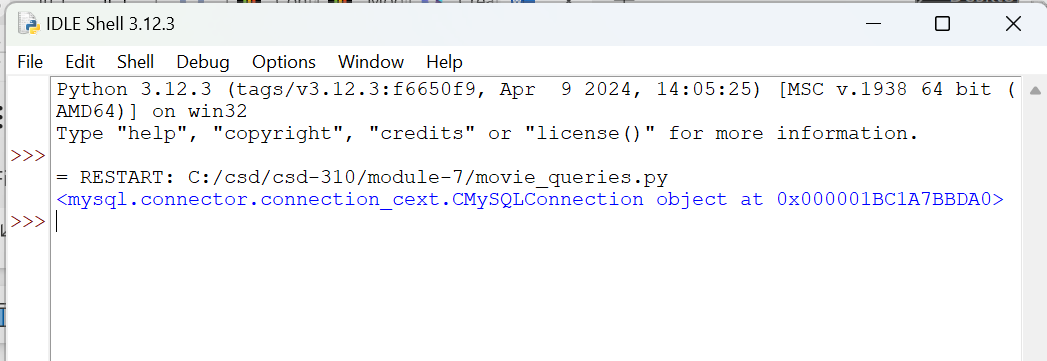 IDLE Shell 3.12.3
File Edit Shell Debug Options Window Help
Python 3.12.3 (tags/v3.12.3:f6650f9, Apr  9 2024, 14:05:25) [MSC v.1938 64 bit (
AMD64)] on win32
Type "help", "copyright", "credits" or "license()" for more information.
>>>
= RESTART: C:/csd/csd-310/module-7/movie_queries.py
<mysql.connector.connection_cext.CMySQLConnection object at 0x000001BC1A7BBDA0>
>>>